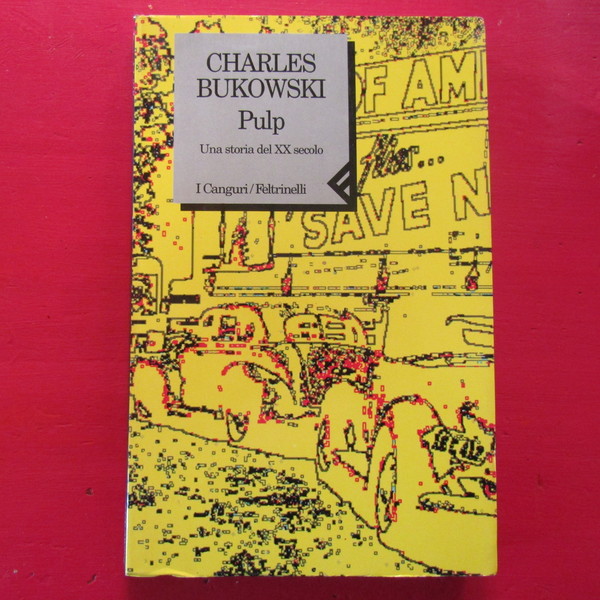 CHARLES
BUKOWSKI
Pulp
Una storia del XX secolo
I Canguri/Feltrinelli
OF AM
SAVE N